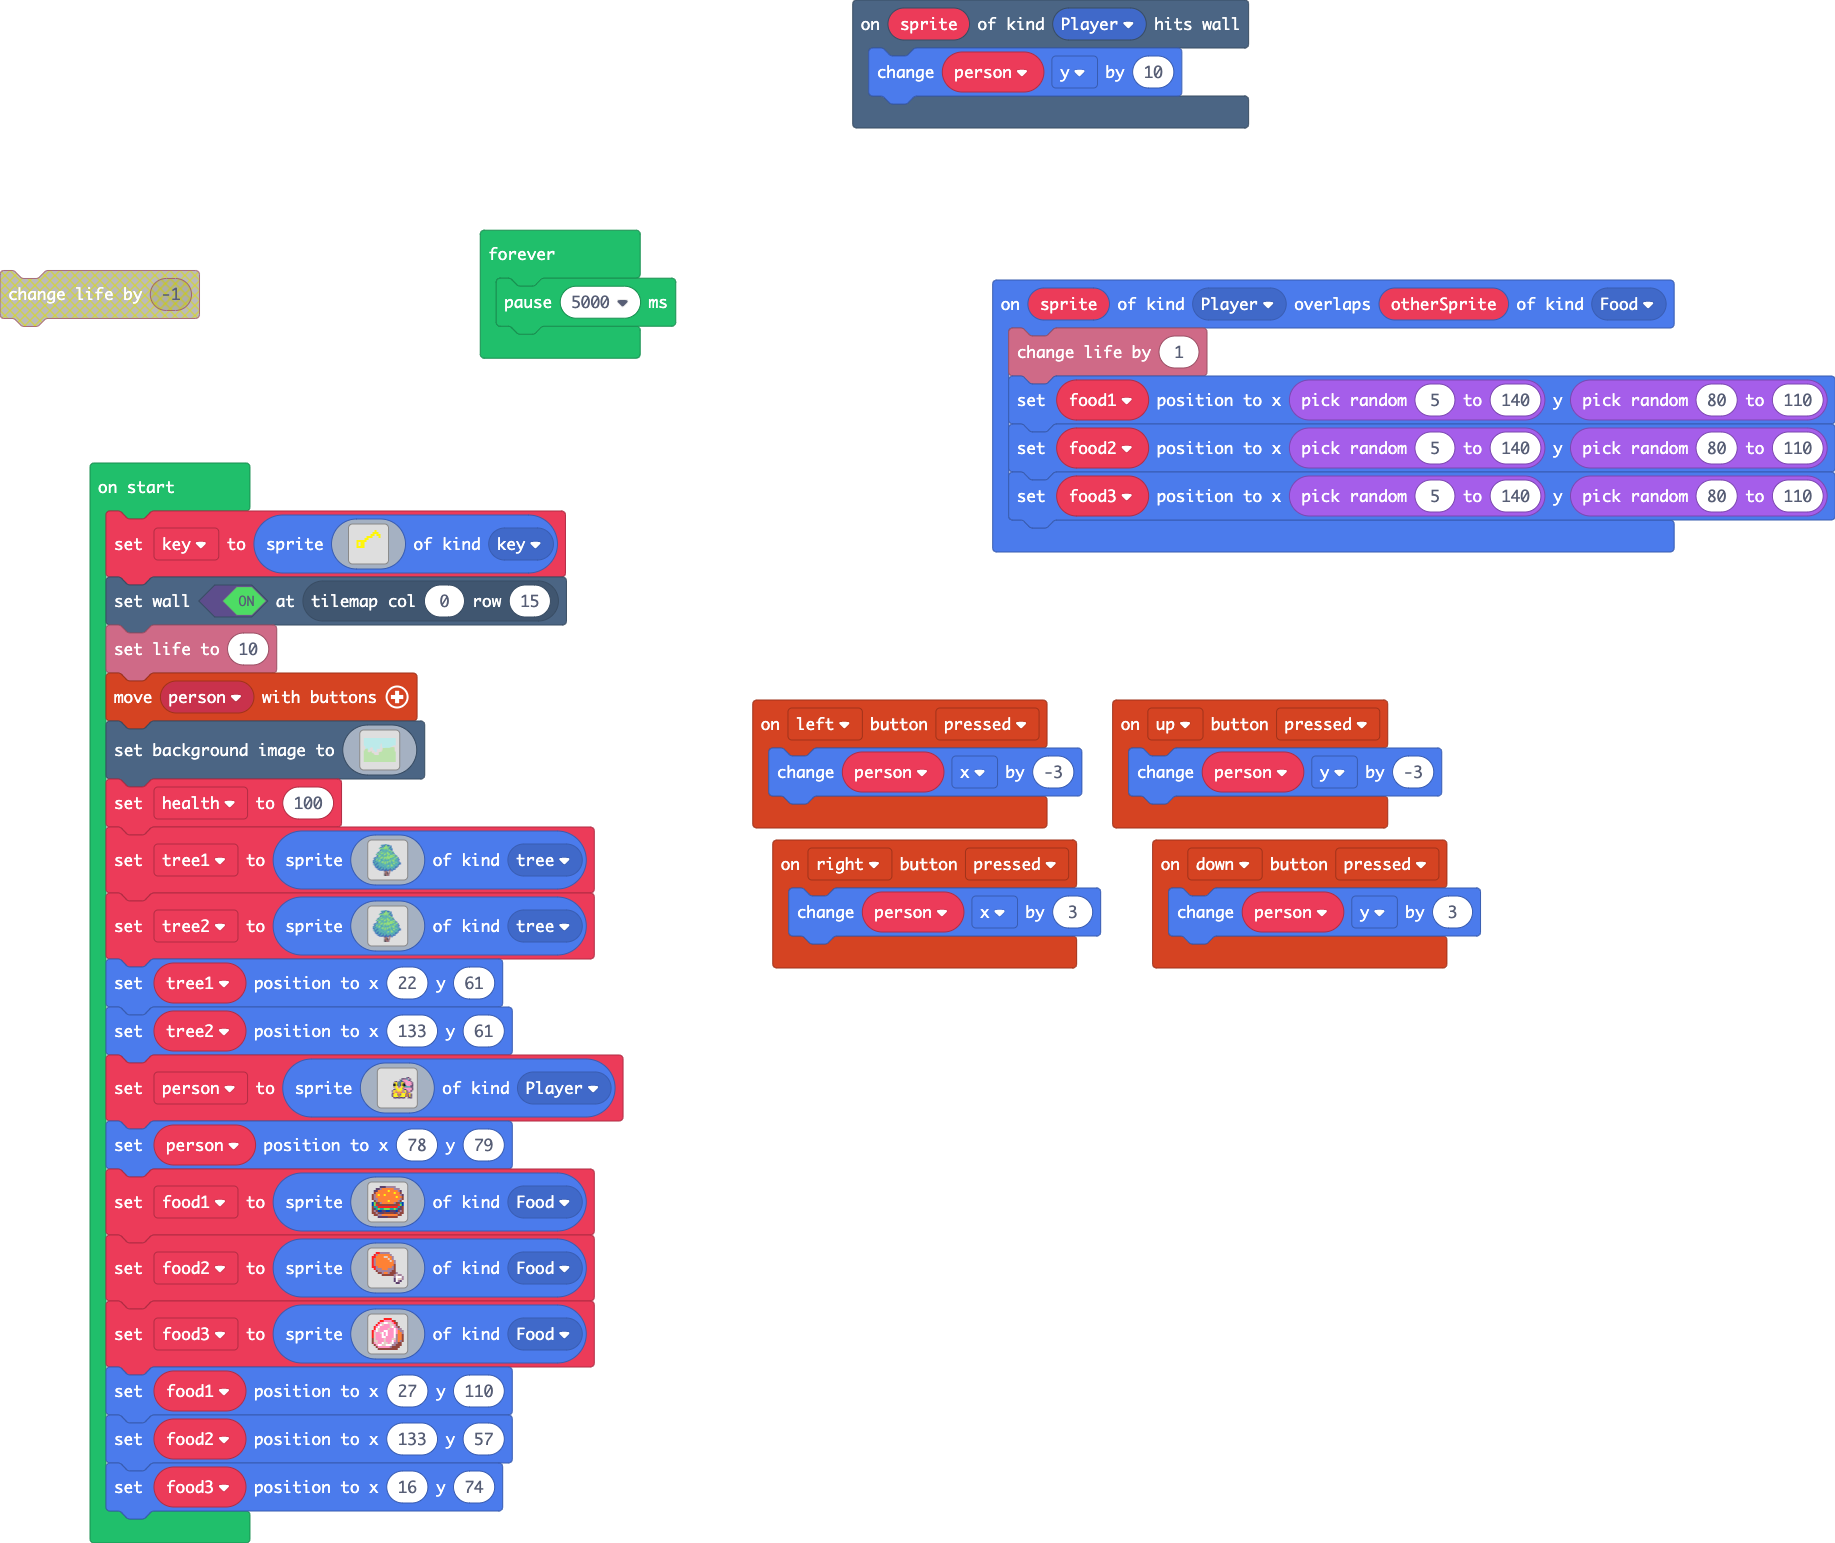 on sprite of kind Player hits wall
change person y by 10
change life by -1
forever
pause 5000 ms
on sprite of kind Player overlaps otherSprite of kind Food
change life by 1
set food1 position to x pick random 5 to 140 y pick random 80 to 110
set food2 position to x pick random 5 to 140 y pick random 80 to 110
set food3 position to x pick random 5 to 140 y pick random 80 to 110
on start
set key to sprite of kind key
set wall ON at tilemap col 0 row 15
set life to 10
move person with buttons
set background image to
set health to 100
set tree1 to sprite of kind tree
set tree2 to sprite of kind tree
set tree1 position to x 22 y 61
set tree2 position to x 133 y 61
set person to sprite of kind Player
set person position to x 78 y 79
set food1 to sprite of kind Food
set food2 to sprite of kind Food
set food3 to sprite of kind Food
set food1 position to x 27 y 110
set food2 position to x 133 y 57
set food3 position to x 16 y 74
on left button pressed
change person x by -3
on up button pressed
change person y by -3
on right button pressed
change person x by 3
on down button pressed
change person y by 3